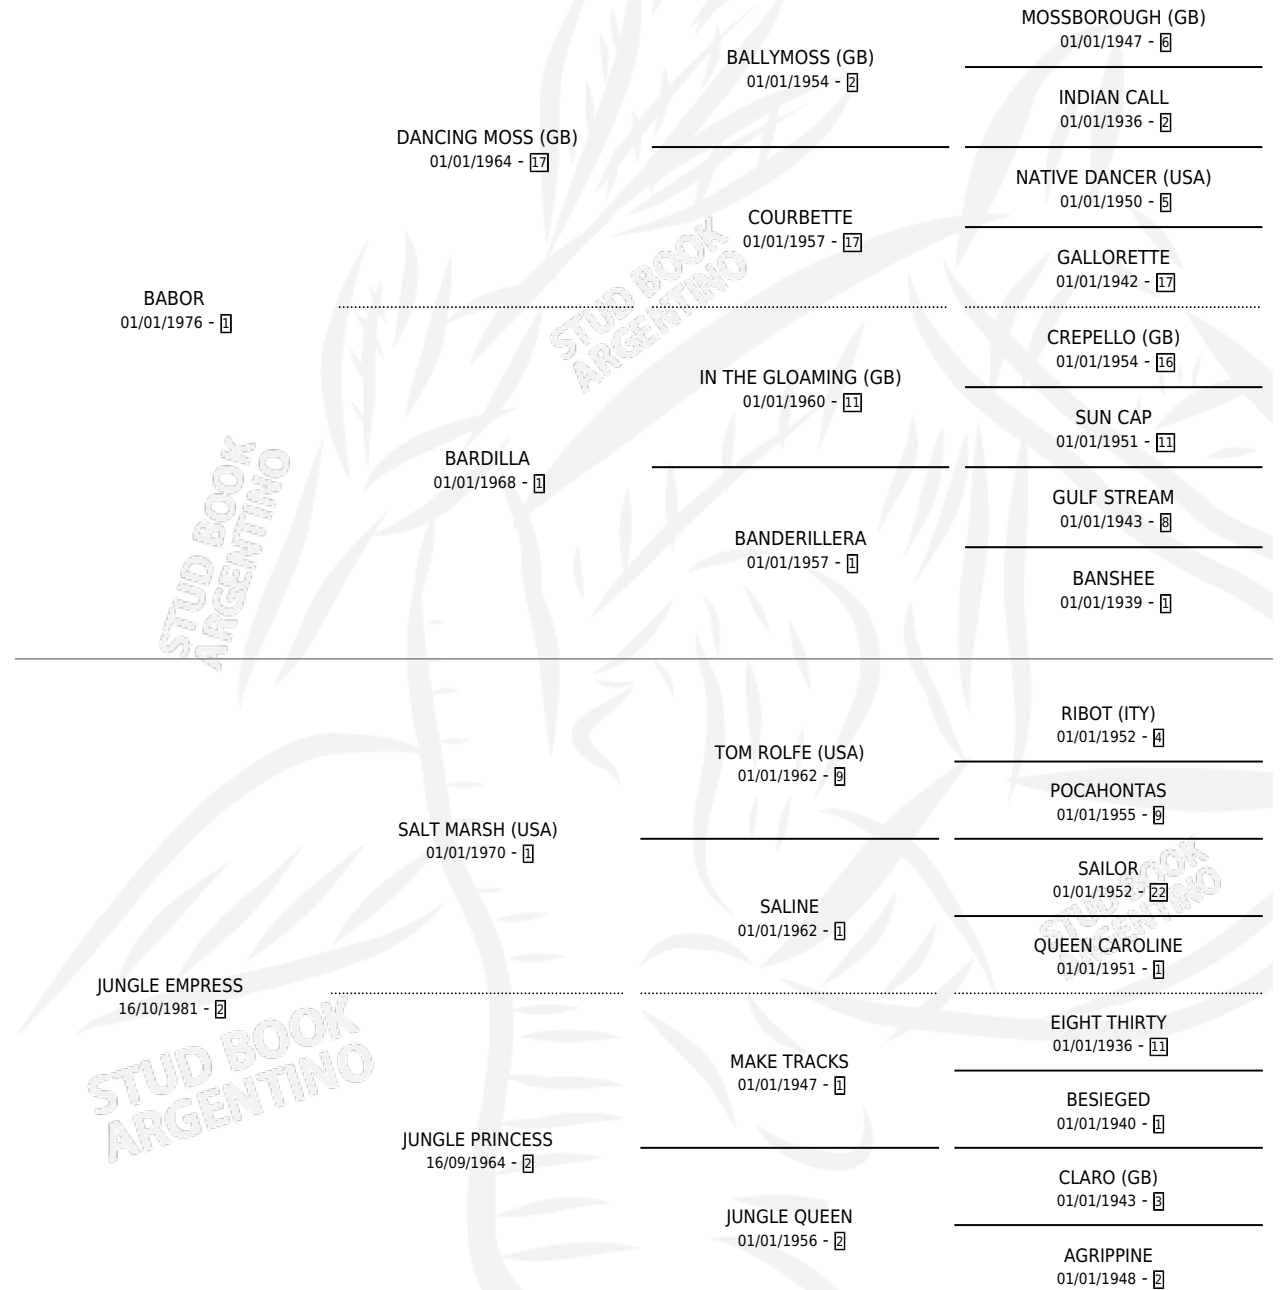 MOSSBOROUGH (GB)
01/01/1947 - 6
BALLYMOSS (GB)
01/01/1954 - 2
INDIAN CALL
01/01/1936 - 2
DANCING MOSS (GB)
01/01/1964 - 17
NATIVE DANCER (USA)
01/01/1950 - 5
COURBETTE
01/01/1957 - 17
GALLORETTE
01/01/1942 - 17
BABOR
01/01/1976 - 1
STUD BOOK
ARGENTINO
CREPELLO (GB)
01/01/1954 - 16
IN THE GLOAMING (GB)
01/01/1960 - 11
SUN CAP
01/01/1951 - 11
BARDILLA
01/01/1968 - 1
GULF STREAM
01/01/1943 - 8
BANDERILLERA
01/01/1957 - 1
BANSHEE
01/01/1939 - 1
STUD BOOK
ARGENTINO
RIBOT (ITY)
01/01/1952 - 4
TOM ROLFE (USA)
01/01/1962 - 9
POCAHONTAS
01/01/1955 - 9
SALT MARSH (USA)
01/01/1970 - 1
SAILOR
01/01/1952 - 22
SALINE
01/01/1962 - 1
STUD BOOK
ARGENTINO
QUEEN CAROLINE
01/01/1951 - 1
JUNGLE EMPRESS
16/10/1981 - 2
STUD BOOK
ARGENTINO
EIGHT THIRTY
01/01/1936 - 11
MAKE TRACKS
01/01/1947 - 1
BESIEGED
01/01/1940 - 1
JUNGLE PRINCESS
16/09/1964 - 2
CLARO (GB)
01/01/1943 - 3
JUNGLE QUEEN
01/01/1956 - 2
AGRIPPINE
01/01/1948 - 2